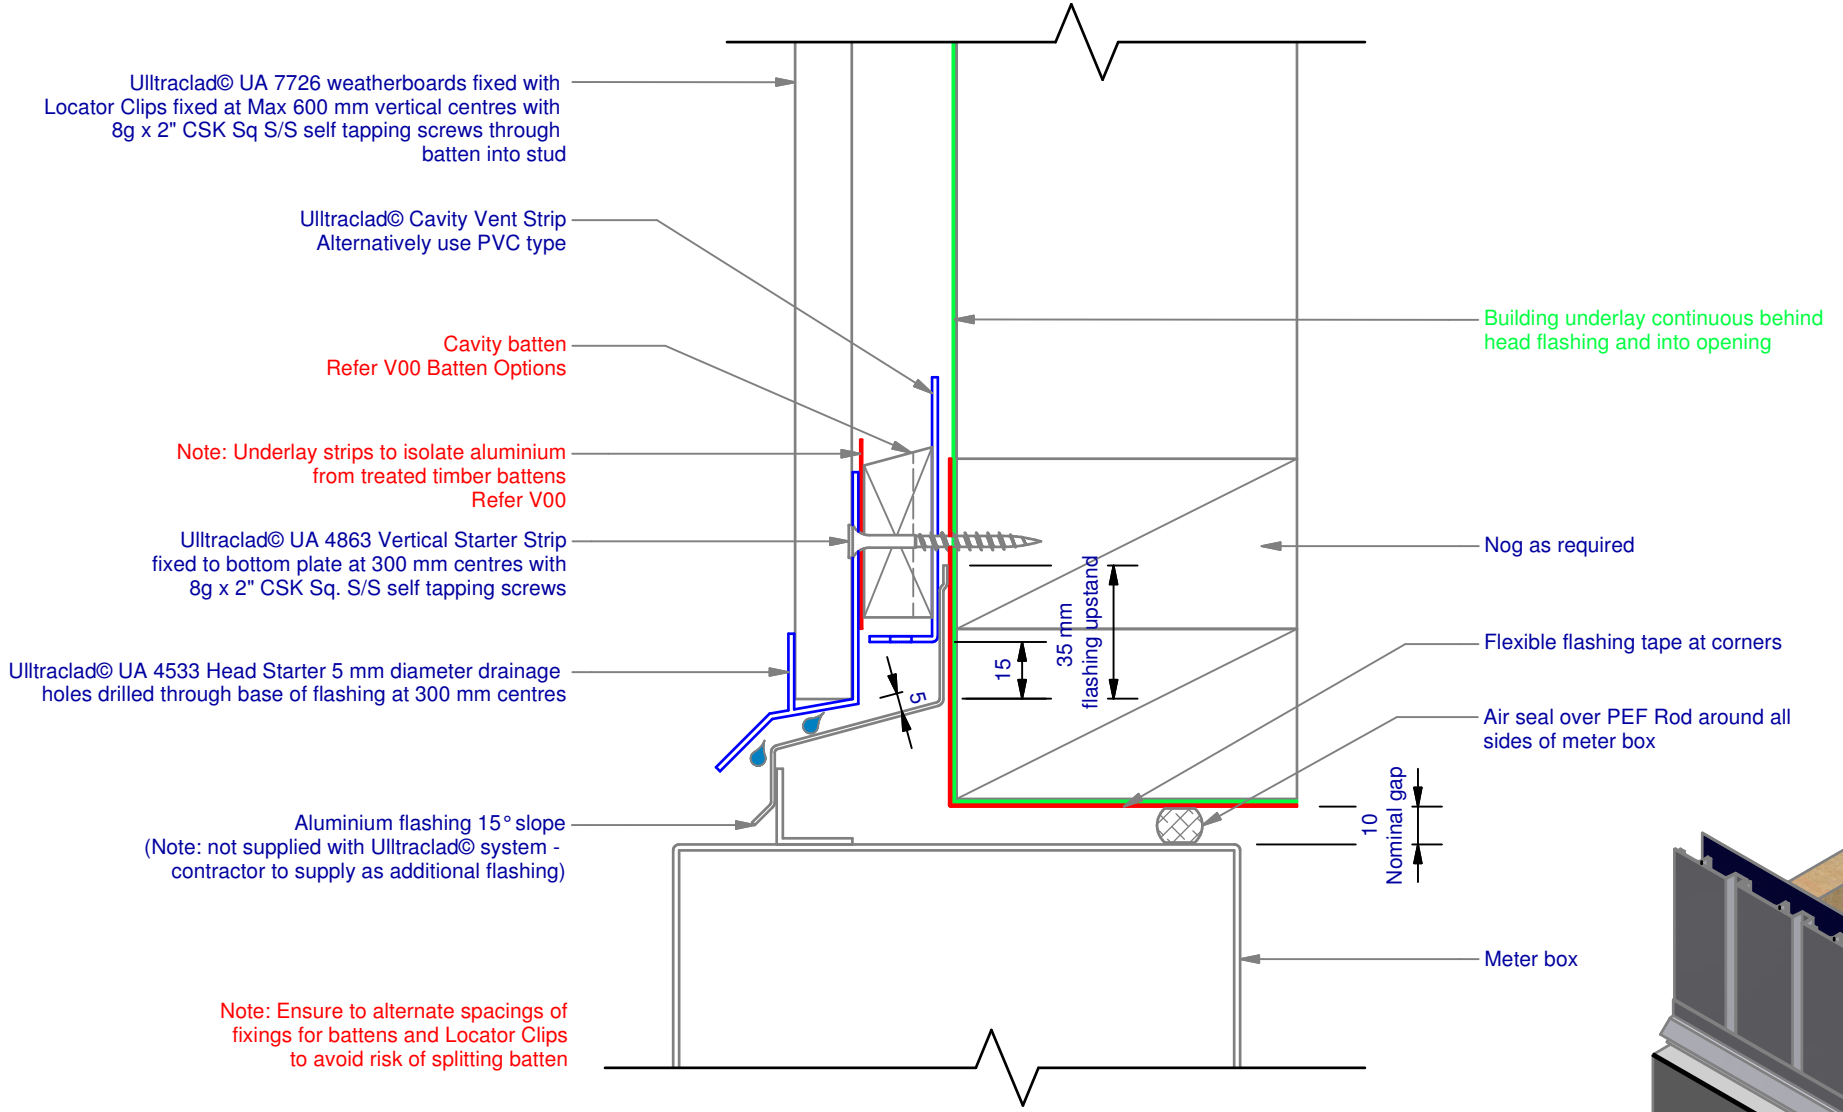 Ulltraclad© UA 7726 weatherboards fixed with
Locator Clips fixed at Max 600 mm vertical centres with
8g x 2" CSK Sq S/S self tapping screws through
batten into stud
Ulltraclad© Cavity Vent Strip
Alternatively use PVC type
Cavity batten
Refer V00 Batten Options
Note: Underlay strips to isolate aluminium
from treated timber battens
Refer V00
Ulltraclad© UA 4863 Vertical Starter Strip
fixed to bottom plate at 300 mm centres with
8g x 2" CSK Sq. S/S self tapping screws
Ulltraclad© UA 4533 Head Starter 5 mm diameter drainage
holes drilled through base of flashing at 300 mm centres
Aluminium flashing 15° slope
(Note: not supplied with Ulltraclad© system -
contractor to supply as additional flashing)
Note: Ensure to alternate spacings of
fixings for battens and Locator Clips
to avoid risk of splitting batten
5
15
35 mm
flashing upstand
10
Nominal gap
Building underlay continuous behind
head flashing and into opening
Nog as required
Flexible flashing tape at corners
Air seal over PEF Rod around all
sides of meter box
Meter box